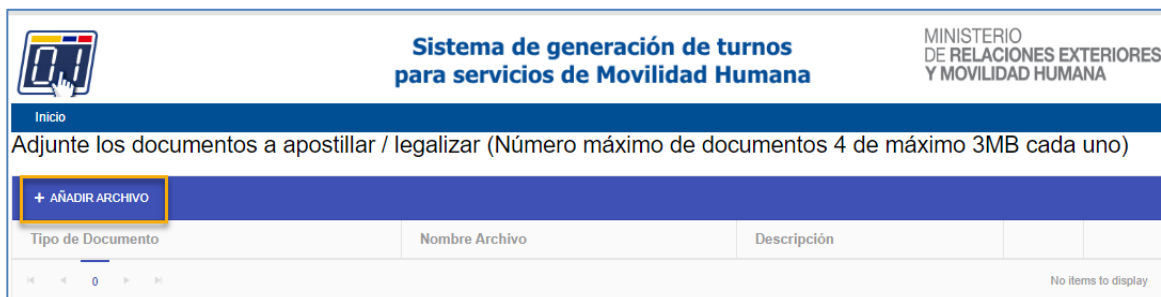 0.1
Sistema de generación de turnos
para servicios de Movilidad Humana
MINISTERIO
DE RELACIONES EXTERIORES
Y MOVILIDAD HUMANA
Inicio
Adjunte los documentos a apostillar / legalizar (Número máximo de documentos 4 de máximo 3MB cada uno)
+ AÑADIR ARCHIVO
Tipo de Documento Nombre Archivo Descripción
0 No items to display